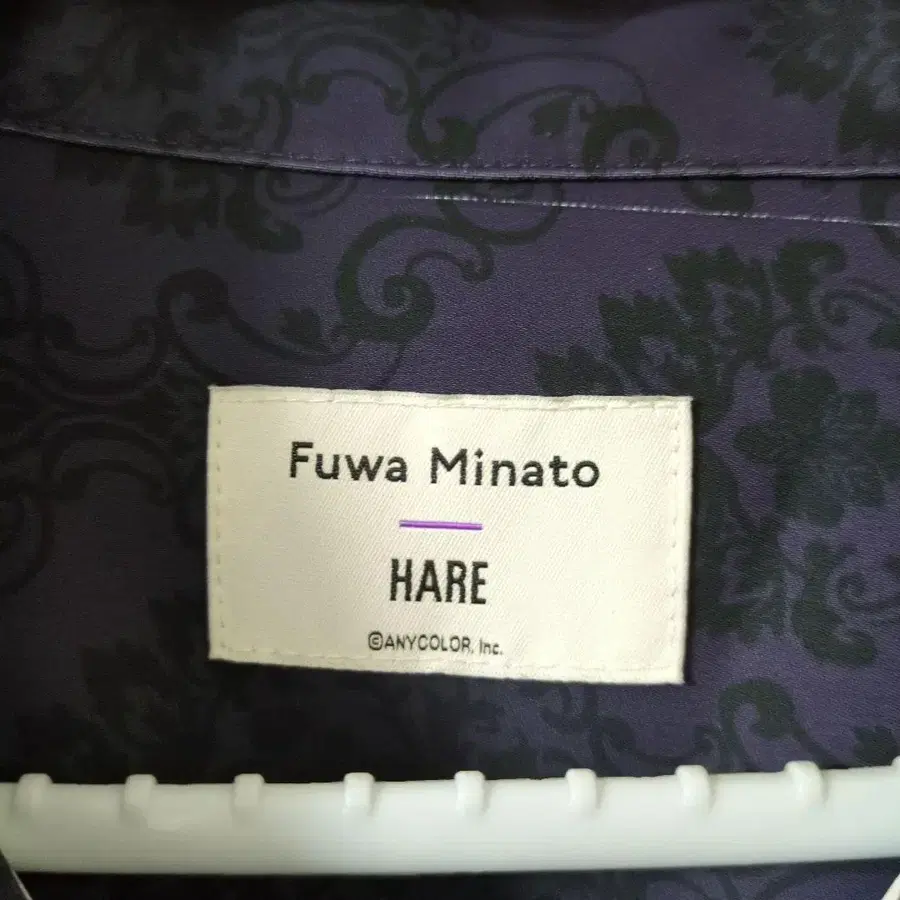 Fuwa Minato
HARE
©ANYCOLOR, Inc.